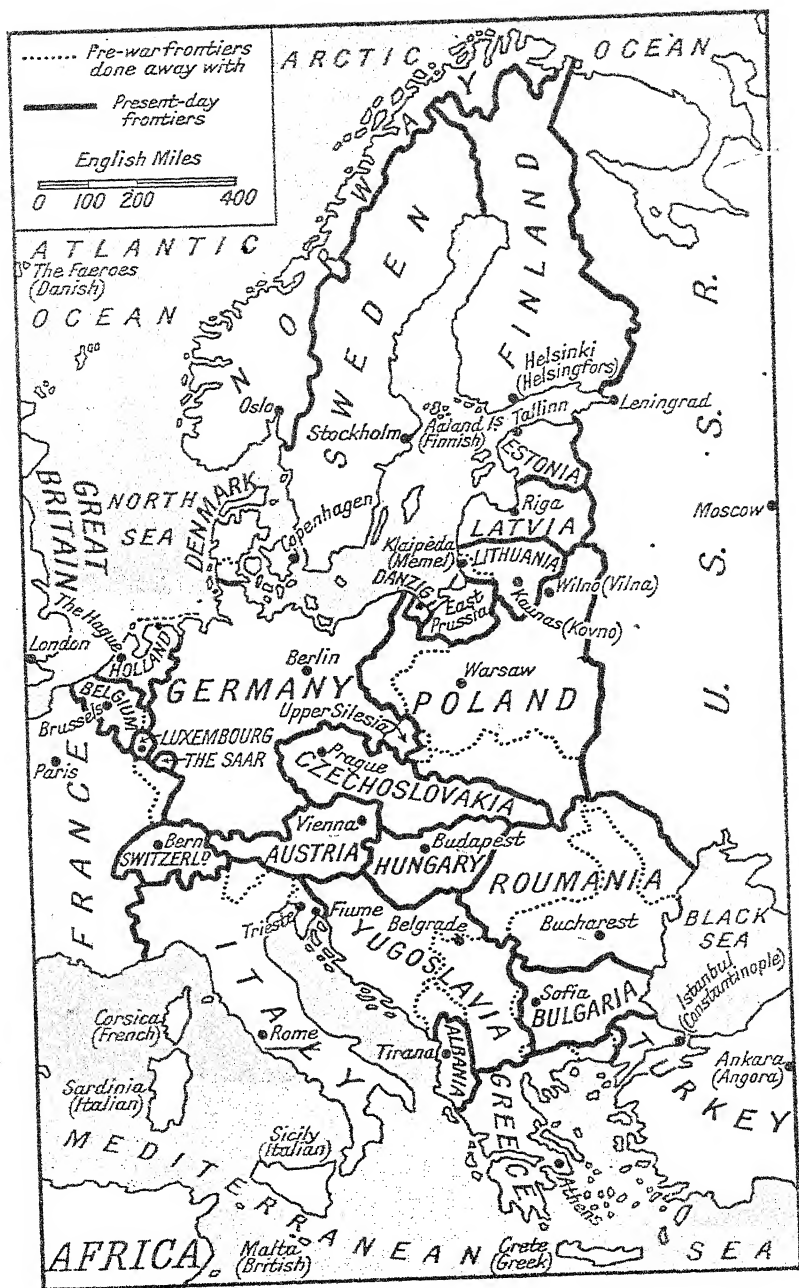 Pre-war frontiers
done away with
Present-day
frontiers
English Miles
0 100 200 400
ARCTIC OCEAN
ATLANTIC
OCEAN
The Faeroes
(Danish)
NORWAY
SWEDEN
FINLAND
U.S.S.R.
Helsinki
(Helsingfors)
Oslo
Stockholm
Aaland Is
(Finnish)
Tallinn
Leningrad
ESTONIA
GREAT
BRITAIN
NORTH
SEA
DENMARK
Copenhagen
Riga
LATVIA
Moscow
Klaipėda
(Memel)
LITHUANIA
DANZIG
East
Prussia
Wilno (Vilna)
Kaunas (Kovno)
The Hague
London
HOLLAND
Berlin
GERMANY
Warsaw
POLAND
BELGIUM
Brussels
Upper Silesia
LUXEMBOURG
THE SAAR
Paris
Prague
CZECHOSLOVAKIA
FRANCE
Bern
SWITZERLD
Vienna
AUSTRIA
Budapest
HUNGARY
ROUMANIA
Trieste
Fiume
Belgrade
Bucharest
BLACK
SEA
YUGOSLAVIA
ITALY
Sofia
BULGARIA
Istanbul
(Constantinople)
Corsica
(French)
Rome
Tirana
ALBANIA
TURKEY
Ankara
(Angora)
Sardinia
(Italian)
GREECE
Athens
Sicily
(Italian)
MEDITERRANEAN SEA
AFRICA
Malta
(British)
Crete
(Greek)